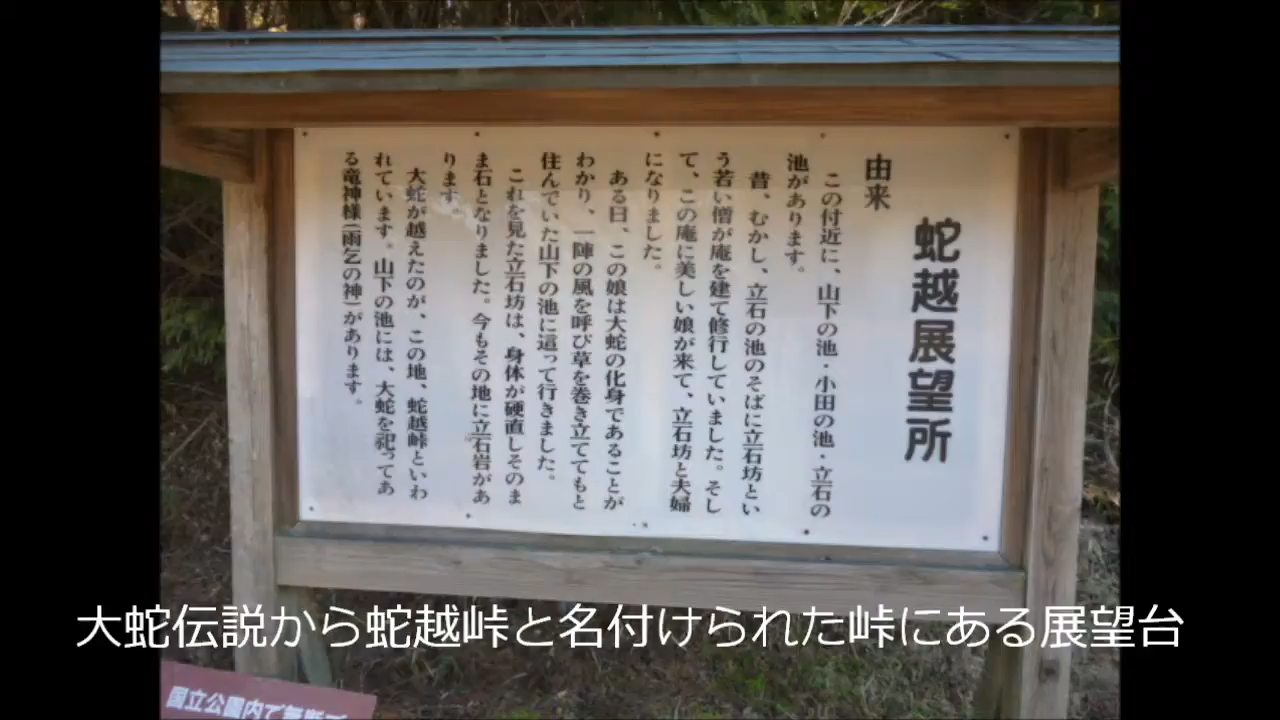 蛇越展望所
由来
この付近に、山下の池・小田の池・立石の
池があります。
昔、むかし、立石の池のそばに立石坊とい
う若い僧が庵を建て修行していました。そし
て、この庵に美しい娘が来て、立石坊と夫婦
になりました。
ある日、この娘は大蛇の化身であることが
わかり、一陣の風を呼び草を巻き立ててもと
住んでいた山下の池に這って行きました。
これを見た立石坊は、身体が硬直しそのま
ま石となりました。今もその地に立石岩があ
ります
大蛇が越えたのが、この地、蛇越峠といわ
れています。山下の池には、大蛇を祀ってあ
る竜神様(雨乞の神)があります。
大蛇伝説から蛇越峠と名付けられた峠にある展望台
国立公園内で無断で